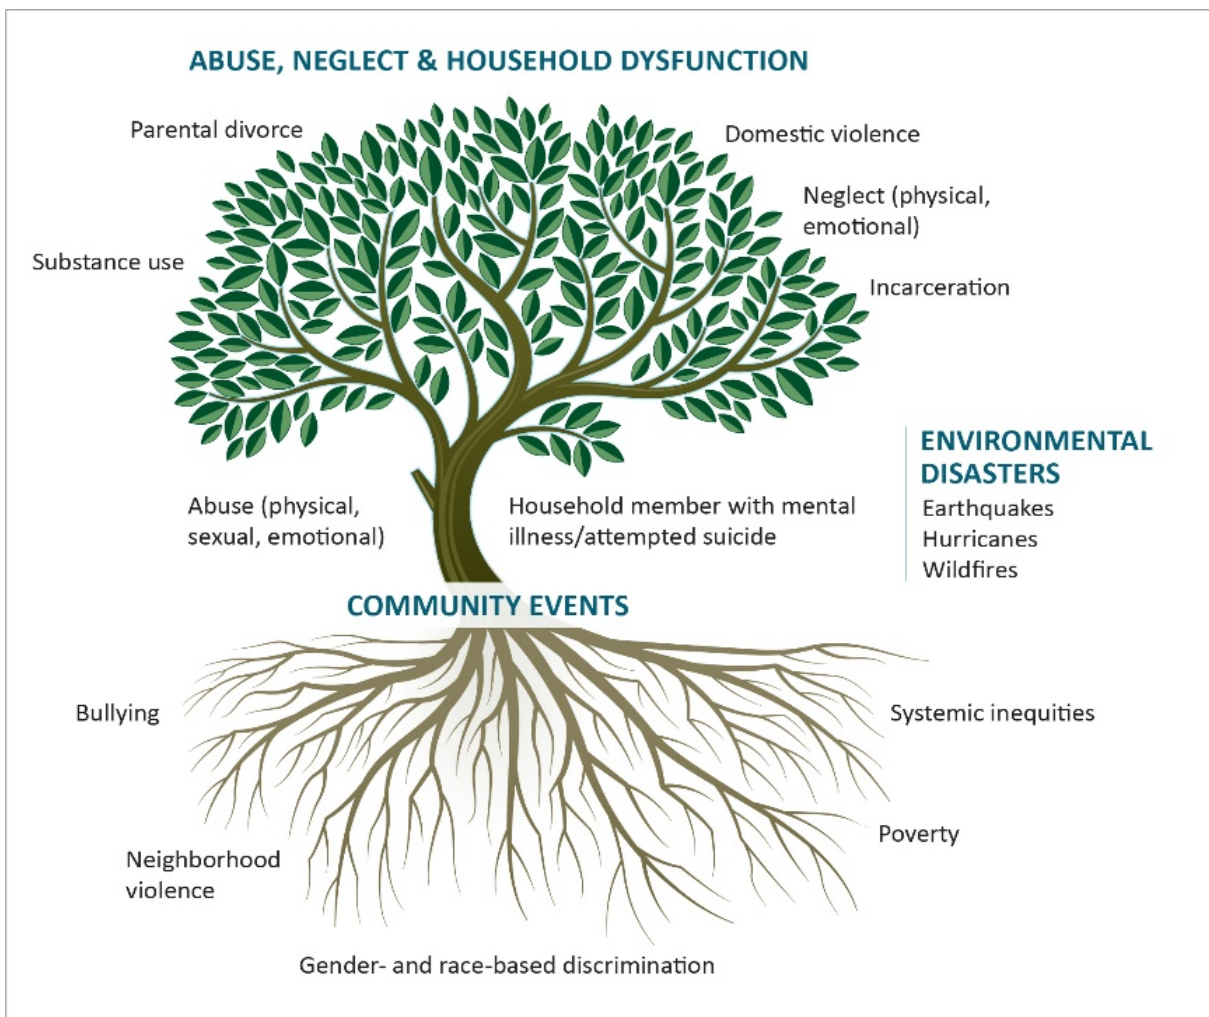 ABUSE, NEGLECT & HOUSEHOLD DYSFUNCTION
Parental divorce
Domestic violence
Neglect (physical,
emotional)
Substance use
Incarceration
ENVIRONMENTAL
DISASTERS
Earthquakes
Hurricanes
Wildfires
Abuse (physical,
sexual, emotional)
Household member with mental
illness/attempted suicide
COMMUNITY EVENTS
Bullying
Systemic inequities
Poverty
Neighborhood
violence
Gender- and race-based discrimination